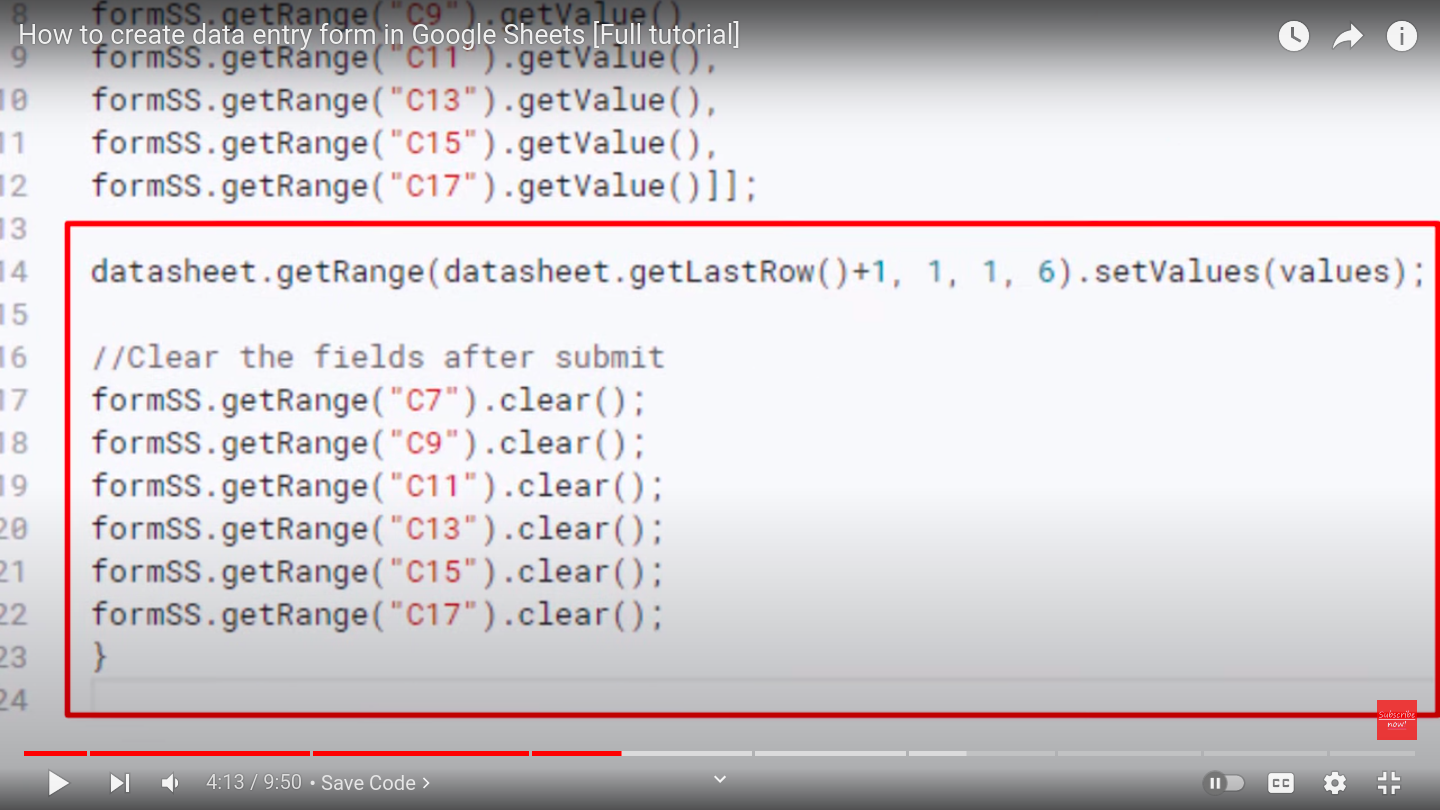 8 formSS.getRange("C9").getValue(),
How to create data entry form in Google Sheets [Full tutorial]
9 formSS.getRange("C11").getValue(),
10 formSS.getRange("C13").getValue(),
11 formSS.getRange("C15").getValue(),
12 formSS.getRange("C17").getValue()]];
13
14 datasheet.getRange(datasheet.getLastRow()+1, 1, 1, 6).setValues(values);
15
16 //Clear the fields after submit
17 formSS.getRange("C7").clear();
18 formSS.getRange("C9").clear();
19 formSS.getRange("C11").clear();
20 formSS.getRange("C13").clear();
21 formSS.getRange("C15").clear();
22 formSS.getRange("C17").clear();
23 }
24
Subscribe
now!
4:13 / 9:50 • Save Code
CC